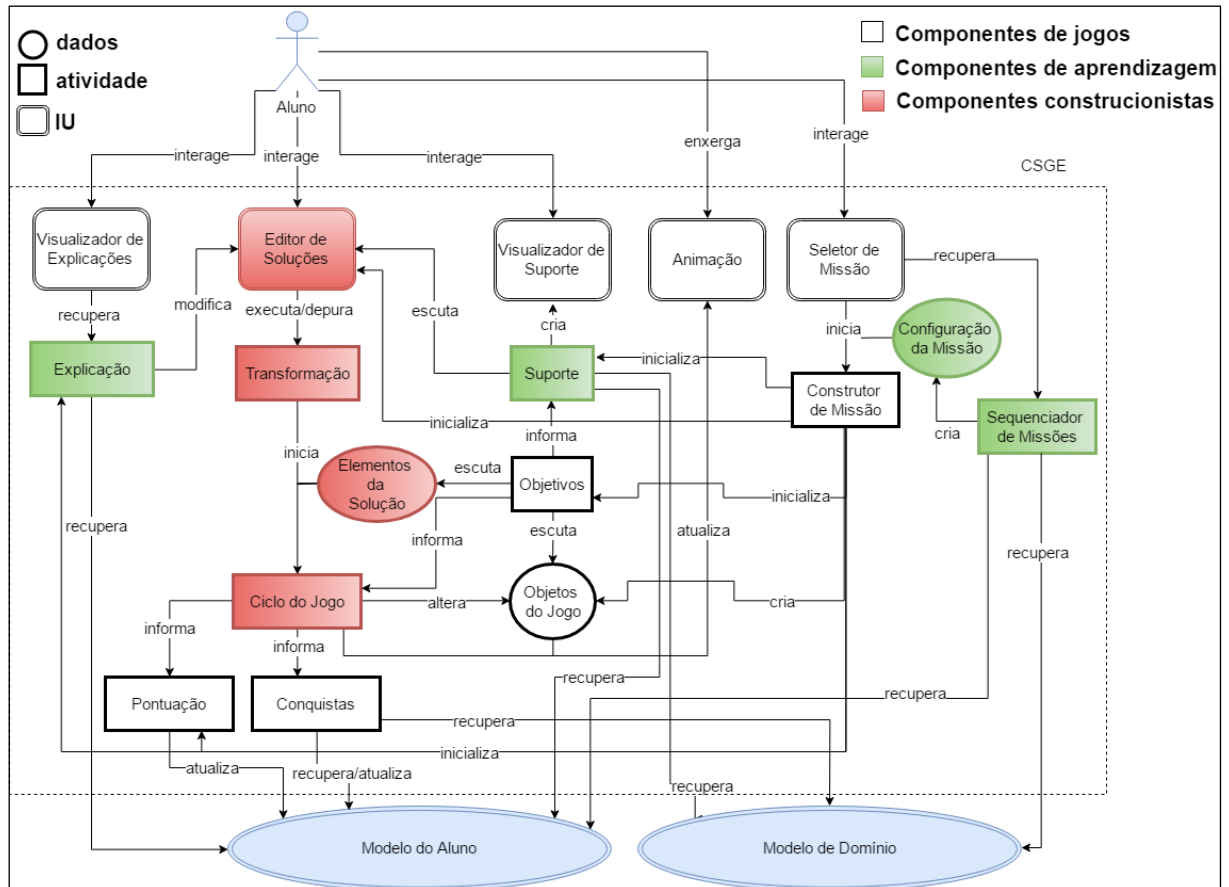 dados
atividade
IU
Aluno
Componentes de jogos
Componentes de aprendizagem
Componentes construcionistas
enxerga
interage
interage
interage
interage
CSGE
Visualizador de
Explicações
Editor de
Soluções
Visualizador de
Suporte
Animação
Seletor de
Missão
recupera
modifica
executa/depura
recupera
escuta
cria
inicia
Configuração
da Missão
Explicação
Transformação
Suporte
inicializa
Construtor
de Missão
cria
Sequenciador
de Missões
inicializa
informa
inicia
Elementos
da
Solução
escuta
Objetivos
inicializa
recupera
informa
escuta
atualiza
recupera
Ciclo do Jogo
altera
Objetos
do Jogo
cria
informa
informa
recupera
recupera
Pontuação
Conquistas
recupera
inicializa
atualiza
recupera/atualiza
recupera
Modelo do Aluno
Modelo de Domínio